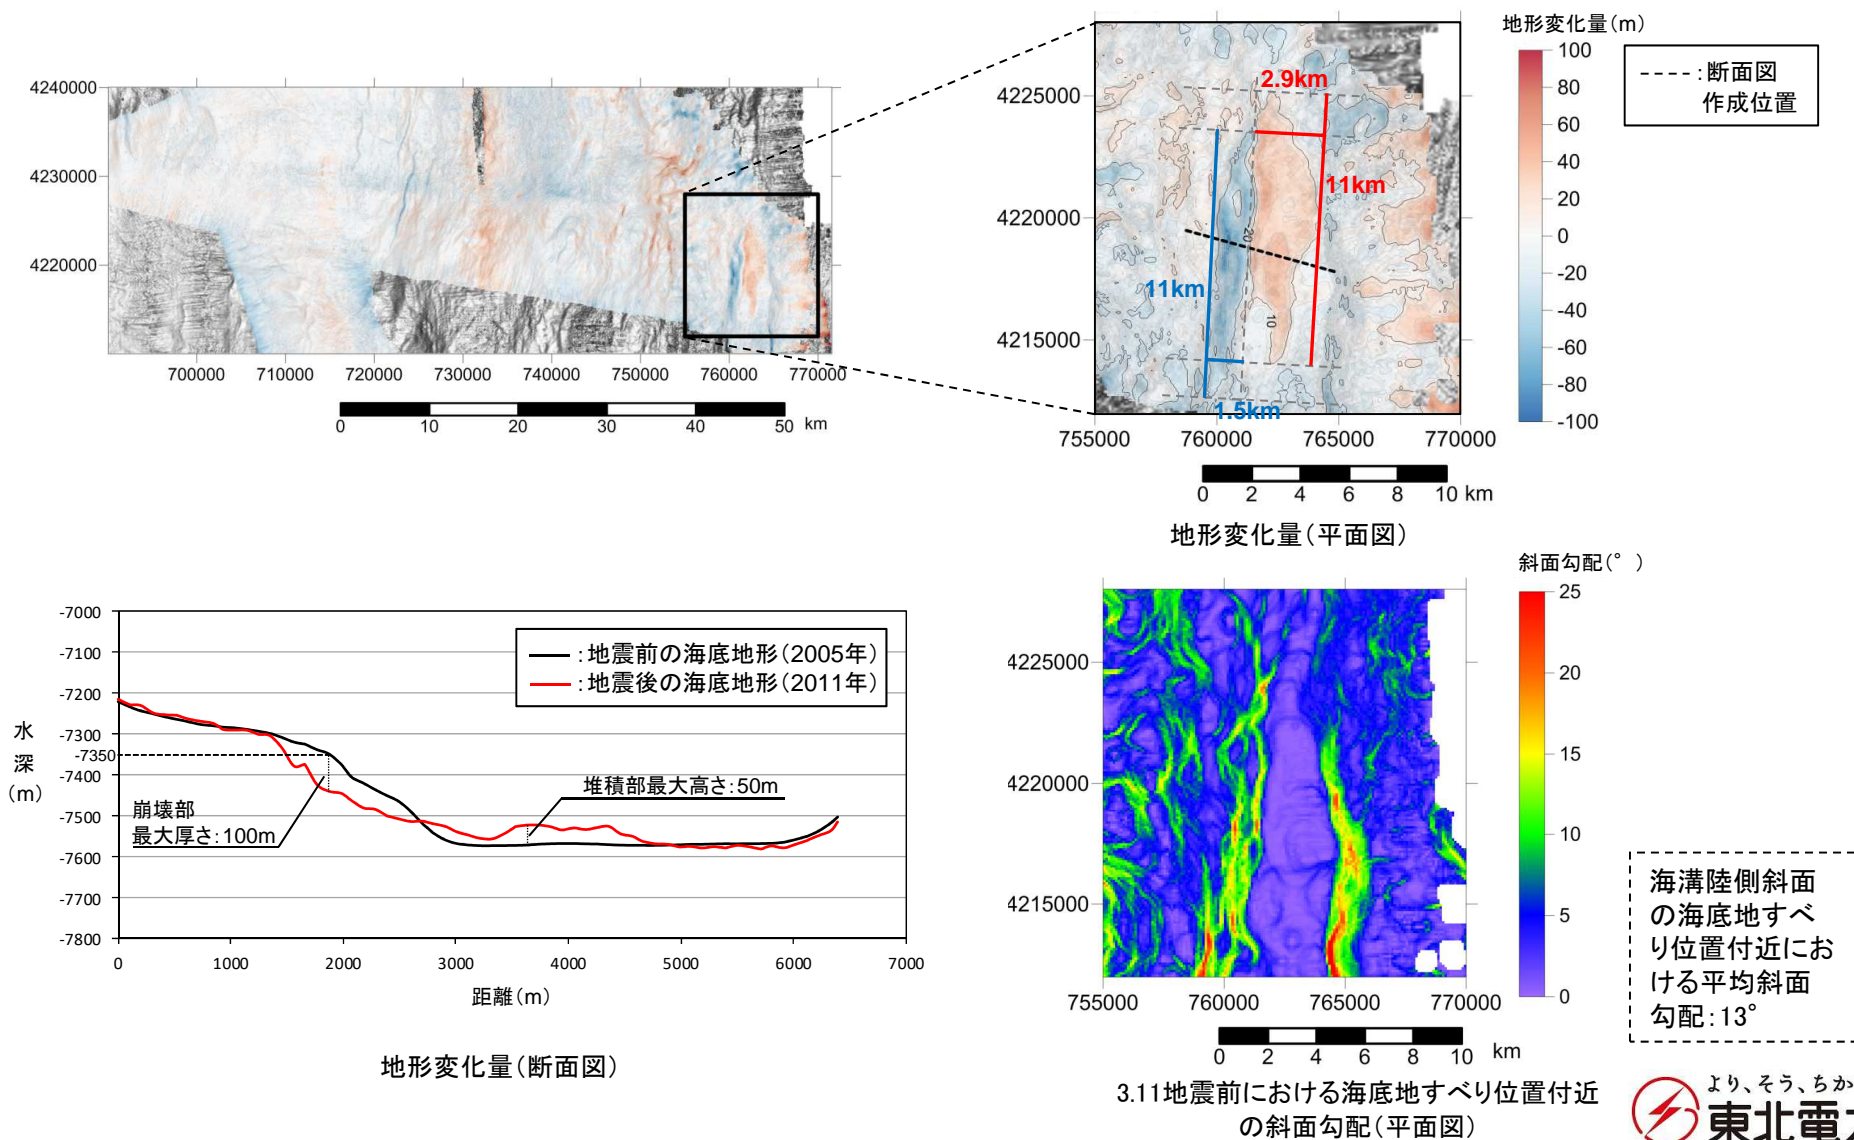 4240000
4230000
4220000
700000 710000 720000 730000 740000 750000 760000 770000
0 10 20 30 40 50 km
2.9km
11km
11km
1.5km
20
10
4225000
4220000
4215000
755000 760000 765000 770000
0 2 4 6 8 10 km
地形変化量(平面図)
地形変化量(m)
100
80
60
40
20
0
-20
-40
-60
-80
-100
:断面図
作成位置
-7000
-7100
-7200
-7300
-7350
-7400
-7500
-7600
-7700
-7800
水
深
(m)
:地震前の海底地形(2005年)
:地震後の海底地形(2011年)
崩壊部
最大厚さ:100m
堆積部最大高さ:50m
0 1000 2000 3000 4000 5000 6000 7000
距離(m)
地形変化量(断面図)
斜面勾配(°)
25
20
15
10
5
0
4225000
4220000
4215000
755000 760000 765000 770000
0 2 4 6 8 10 km
3.11地震前における海底地すべり位置付近
の斜面勾配(平面図)
海溝陸側斜面
の海底地すべ
り位置付近にお
ける平均斜面
勾配:13°
より、そう、ちか
東北電